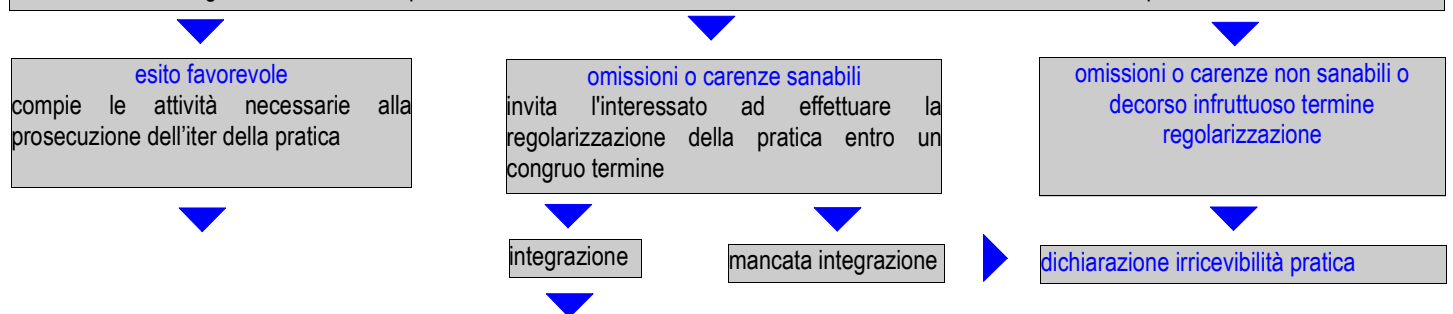 esito favorevole
compie le attività necessarie alla
prosecuzione dell'iter della pratica
omissioni o carenze sanabili
invita l'interessato ad effettuare la
regolarizzazione della pratica entro un
congruo termine
omissioni o carenze non sanabili o
decorso infruttuoso termine
regolarizzazione
integrazione
mancata integrazione
dichiarazione irricevibilità pratica